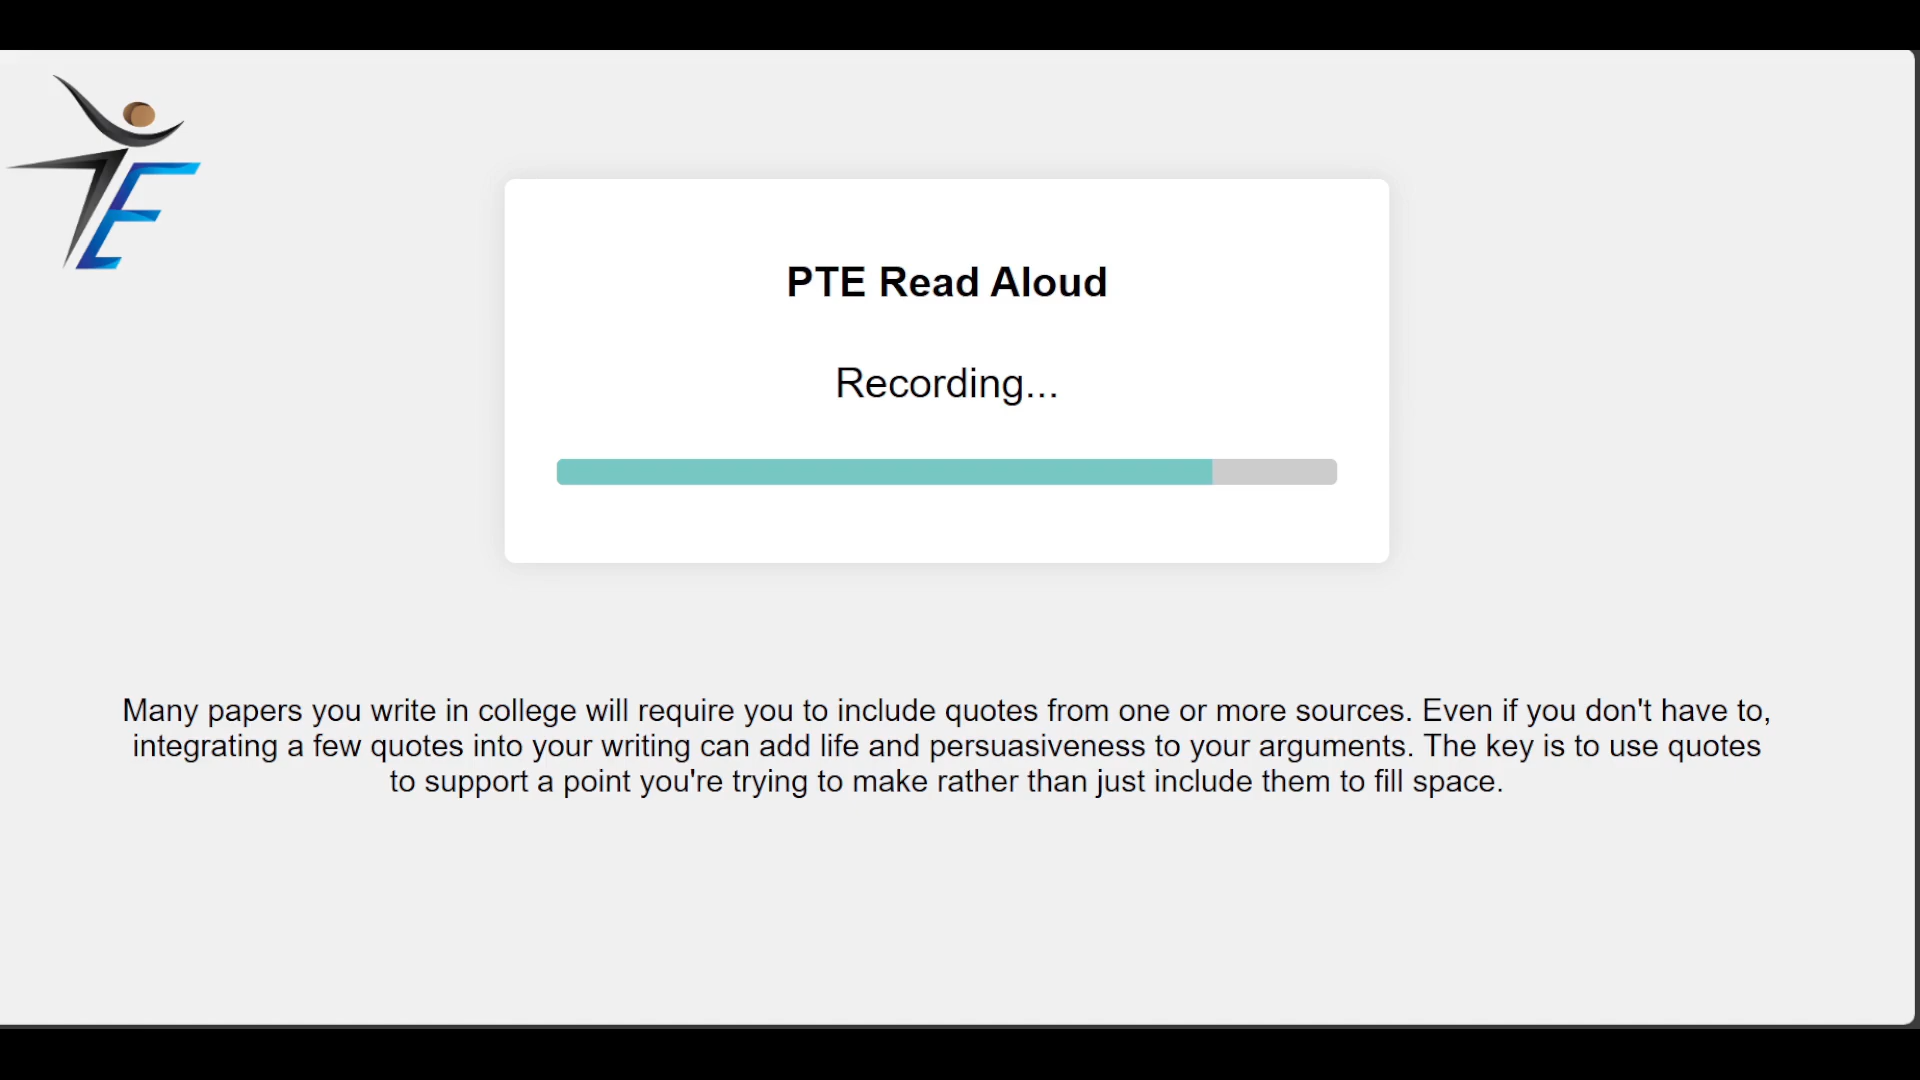 PTE Read Aloud
Recording...
Many papers you write in college will require you to include quotes from one or more sources. Even if you don't have to,
integrating a few quotes into your writing can add life and persuasiveness to your arguments. The key is to use quotes
to support a point you're trying to make rather than just include them to fill space.